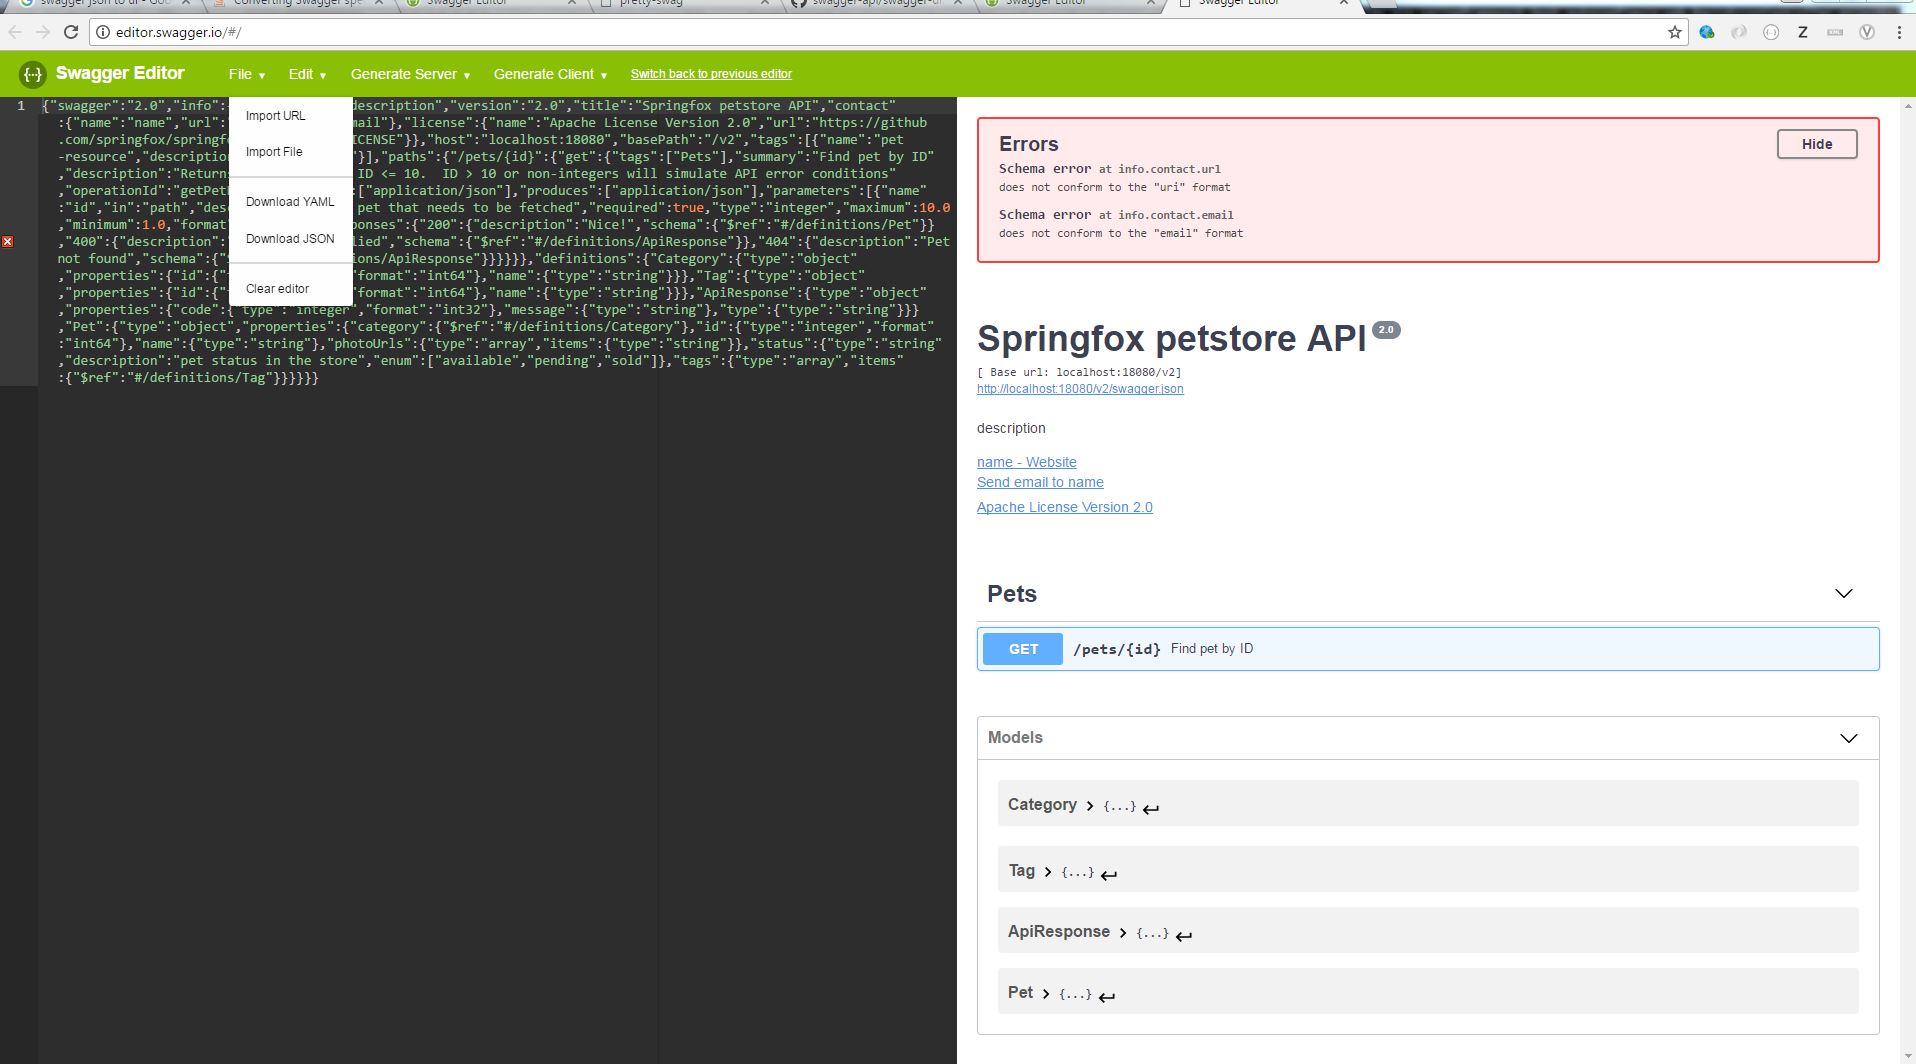 swagger json to ui - Goo
Converting Swagger spe
Swagger Editor
pretty-swag
swagger-api/swagger-ui
Swagger Editor
Swagger Editor
editor.swagger.io/#/
Z
Swagger Editor
File
Edit
Generate Server
Generate Client
Switch back to previous editor
Import URL
Import File
Download YAML
Download JSON
Clear editor
1
{"swagger":"2.0","info": description","version":"2.0","title":"Springfox petstore API","contact"
:{"name":"name","url":" mail"},"license":{"name":"Apache License Version 2.0","url":"https://github
.com/springfox/springfo ICENSE"}},"host":"localhost:18080","basePath":"/v2","tags":[{"name":"pet
-resource","description "}],"paths":{"/pets/{id}":{"get":{"tags":["Pets"],"summary":"Find pet by ID"
,"description":"Returns ID <= 10.  ID > 10 or non-integers will simulate API error conditions"
,"operationId":"getPet :["application/json"],"produces":["application/json"],"parameters":[{"name"
:"id","in":"path","des pet that needs to be fetched","required":true,"type":"integer","maximum":10.0
,"minimum":1.0,"format" ponses":{"200":{"description":"Nice!","schema":{"$ref":"#/definitions/Pet"}}
,"400":{"description":" lied","schema":{"$ref":"#/definitions/ApiResponse"}},"404":{"description":"Pet
not found","schema":{" ions/ApiResponse"}}}}}},"definitions":{"Category":{"type":"object"
,"properties":{"id":{" format":"int64"},"name":{"type":"string"}}},"Tag":{"type":"object"
,"properties":{"id":{" format":"int64"},"name":{"type":"string"}}},"ApiResponse":{"type":"object"
,"properties":{"code":{"type":"integer","format":"int32"},"message":{"type":"string"},"type":{"type":"string"}}}
,"Pet":{"type":"object","properties":{"category":{"$ref":"#/definitions/Category"},"id":{"type":"integer","format"
:"int64"},"name":{"type":"string"},"photoUrls":{"type":"array","items":{"type":"string"}},"status":{"type":"string"
,"description":"pet status in the store","enum":["available","pending","sold"]},"tags":{"type":"array","items"
:{"$ref":"#/definitions/Tag"}}}}}}
Errors
Hide
Schema error at info.contact.url
does not conform to the "uri" format
Schema error at info.contact.email
does not conform to the "email" format
Springfox petstore API 2.0
[ Base url: localhost:18080/v2]
http://localhost:18080/v2/swagger.json
description
name - Website
Send email to name
Apache License Version 2.0
Pets
GET /pets/{id} Find pet by ID
Models
Category > {...}
Tag > {...}
ApiResponse > {...}
Pet > {...}